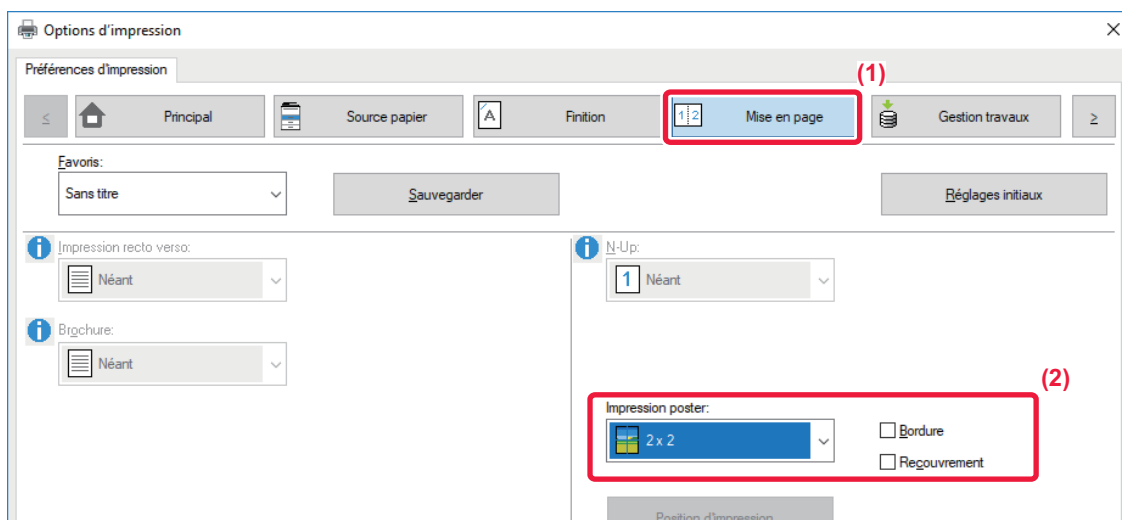 Options d'impression
Préférences d'impression
(1)
< Principal Source papier A Finition 1 2 Mise en page Gestion travaux >
Favoris:
Sans titre Sauvegarder Réglages initiaux
Impression recto verso: N-Up:
Néant 1 Néant
Brochure:
Néant
(2)
Impression poster:
2 x 2 Bordure
Recouvrement
Position d'impression